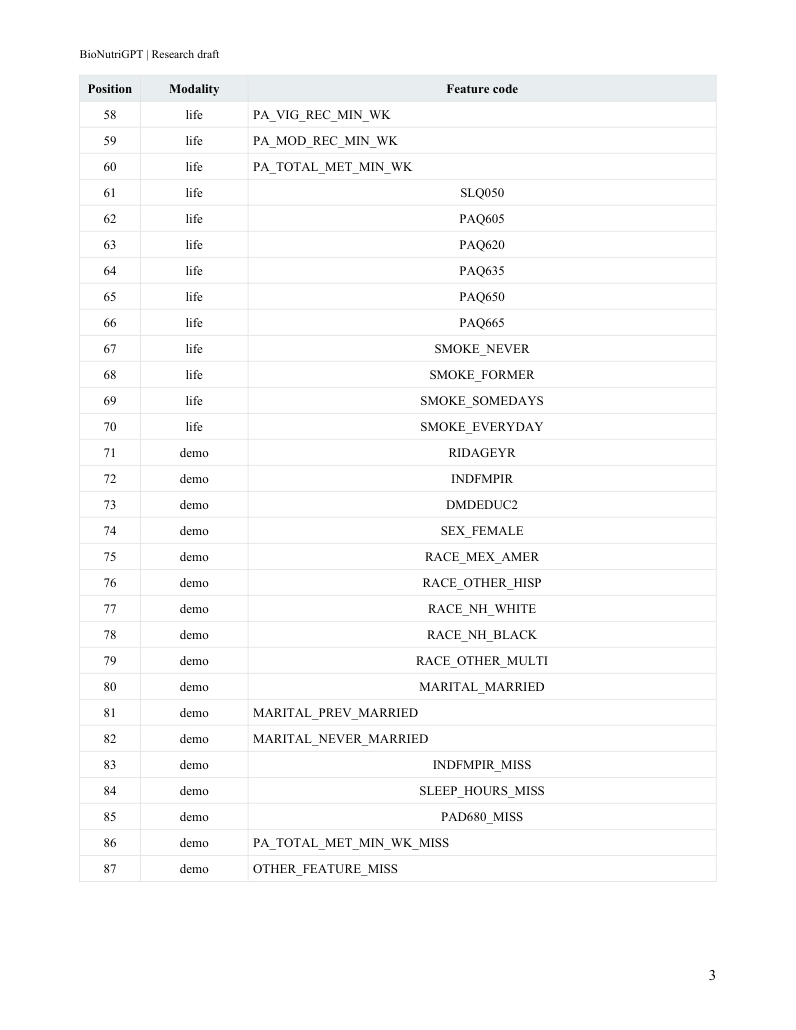 BioNutriGPT | Research draft
Position Modality Feature code
58 life PA_VIG_REC_MIN_WK
59 life PA_MOD_REC_MIN_WK
60 life PA_TOTAL_MET_MIN_WK
61 life SLQ050
62 life PAQ605
63 life PAQ620
64 life PAQ635
65 life PAQ650
66 life PAQ665
67 life SMOKE_NEVER
68 life SMOKE_FORMER
69 life SMOKE_SOMEDAYS
70 life SMOKE_EVERYDAY
71 demo RIDAGEYR
72 demo INDFMPIR
73 demo DMDEDUC2
74 demo SEX_FEMALE
75 demo RACE_MEX_AMER
76 demo RACE_OTHER_HISP
77 demo RACE_NH_WHITE
78 demo RACE_NH_BLACK
79 demo RACE_OTHER_MULTI
80 demo MARITAL_MARRIED
81 demo MARITAL_PREV_MARRIED
82 demo MARITAL_NEVER_MARRIED
83 demo INDFMPIR_MISS
84 demo SLEEP_HOURS_MISS
85 demo PAD680_MISS
86 demo PA_TOTAL_MET_MIN_WK_MISS
87 demo OTHER_FEATURE_MISS
3